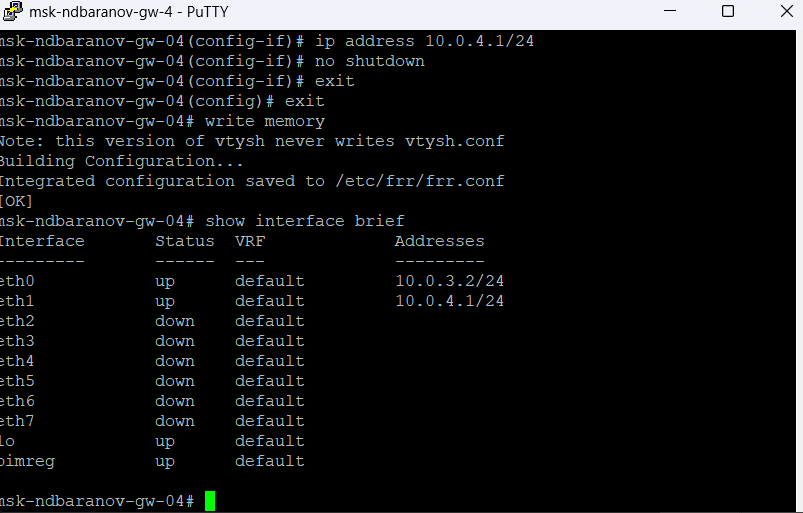 msk-ndbaranov-gw-4 - PuTTY
msk-ndbaranov-gw-04(config-if)# ip address 10.0.4.1/24
msk-ndbaranov-gw-04(config-if)# no shutdown
msk-ndbaranov-gw-04(config-if)# exit
msk-ndbaranov-gw-04(config)# exit
msk-ndbaranov-gw-04# write memory
Note: this version of vtysh never writes vtysh.conf
Building Configuration...
Integrated configuration saved to /etc/frr/frr.conf
[OK]
msk-ndbaranov-gw-04# show interface brief
Interface       Status  VRF             Addresses
---------       ------  ---             ---------
eth0            up      default         10.0.3.2/24
eth1            up      default         10.0.4.1/24
eth2            down    default
eth3            down    default
eth4            down    default
eth5            down    default
eth6            down    default
eth7            down    default
lo              up      default
pimreg          up      default
msk-ndbaranov-gw-04#